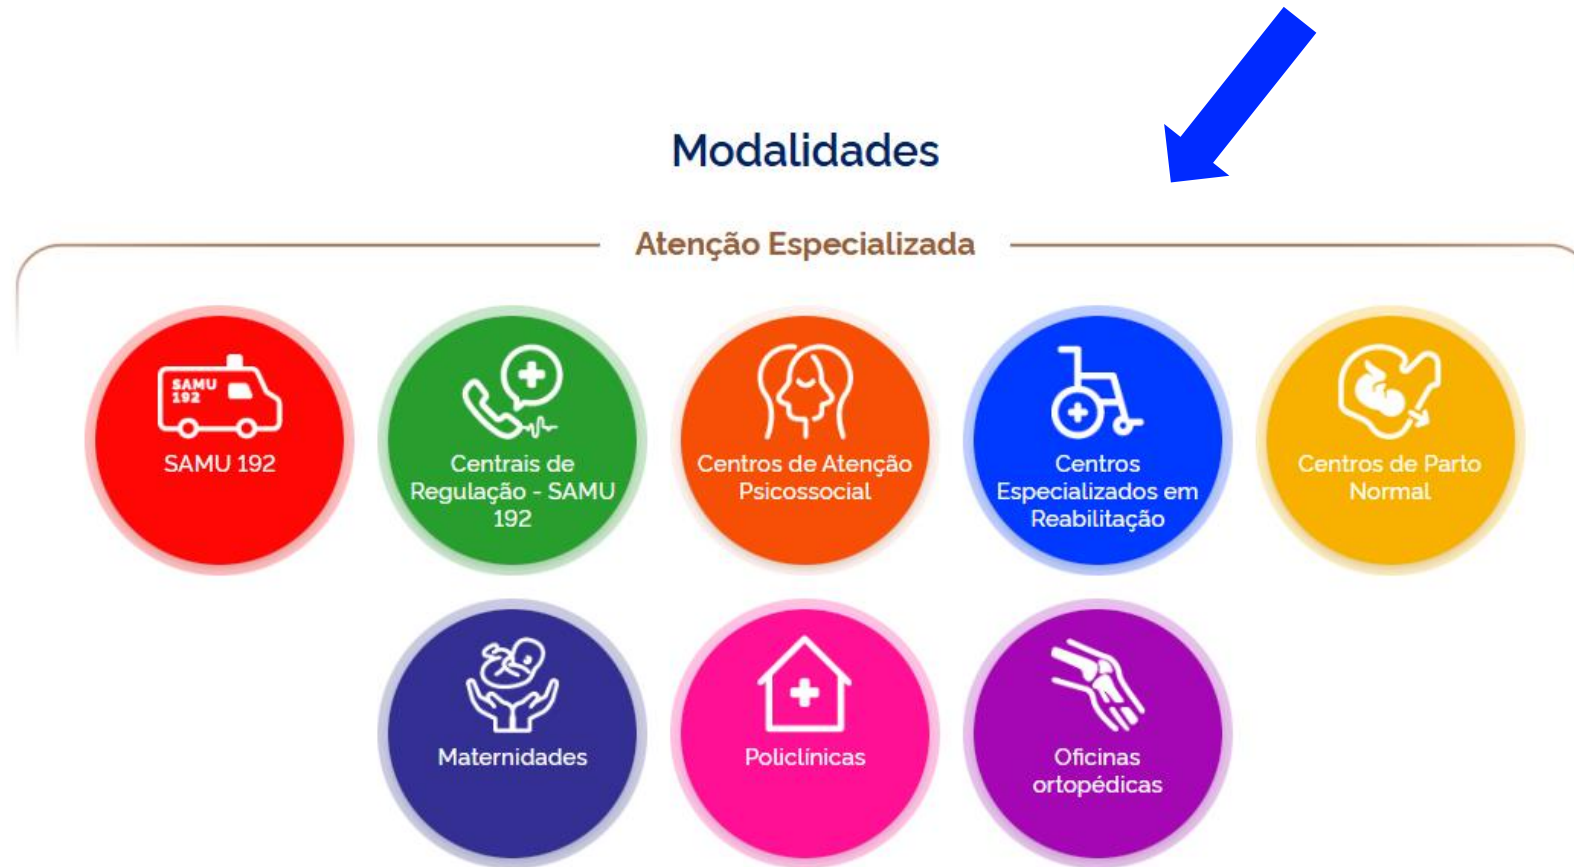 Modalidades
Atenção Especializada
SAMU
192
SAMU 192
Centrais de
Regulação - SAMU
192
Centros de Atenção
Psicossocial
Centros
Especializados em
Reabilitação
Centros de Parto
Normal
Maternidades
Policlínicas
Oficinas
ortopédicas